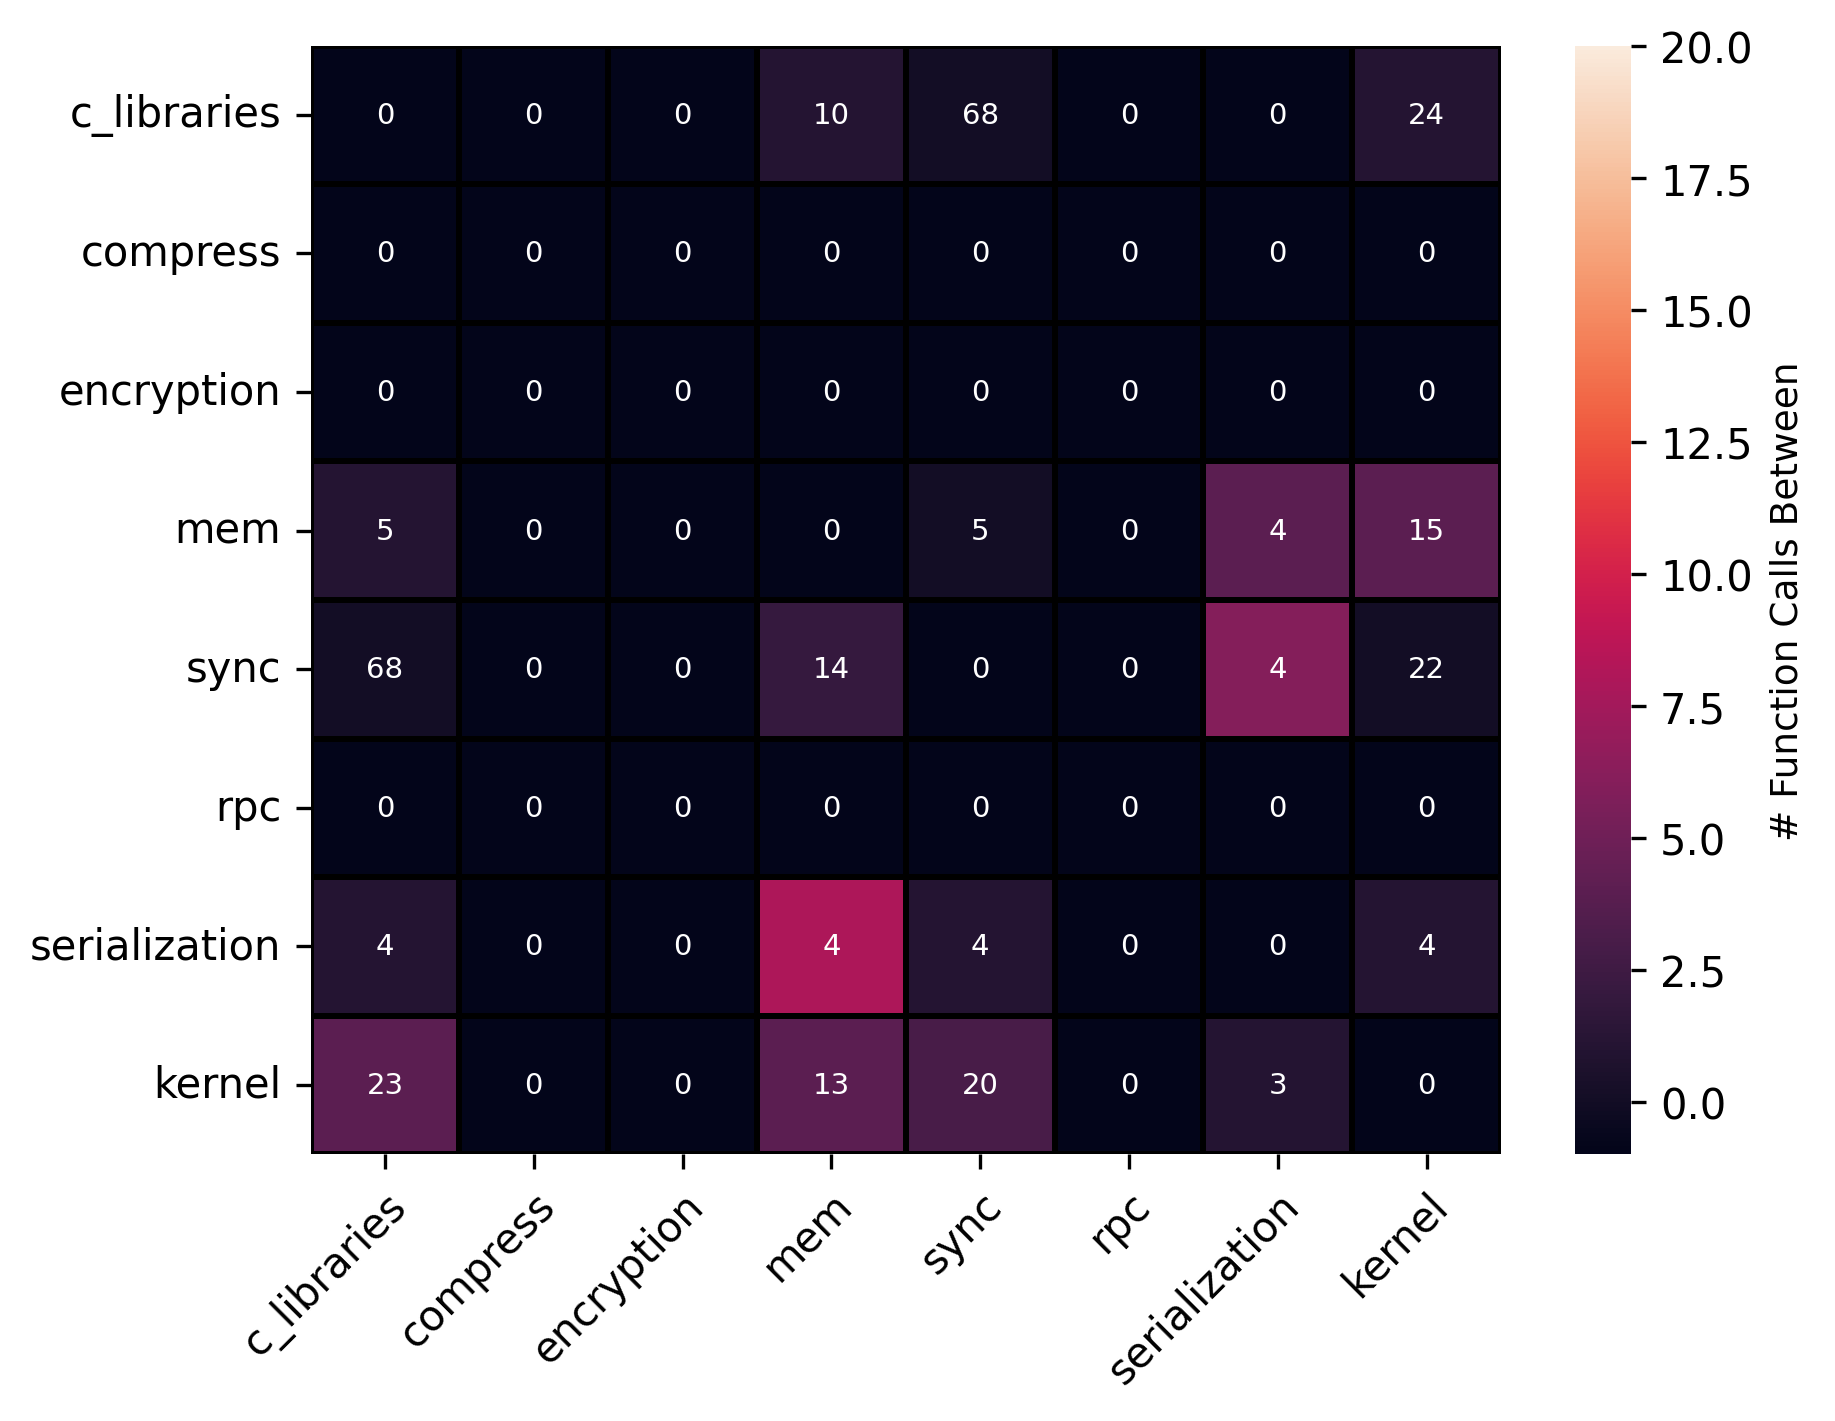 c_libraries 0 0 0 10 68 0 0 24
compress 0 0 0 0 0 0 0 0
encryption 0 0 0 0 0 0 0 0
mem 5 0 0 0 5 0 4 15
sync 68 0 0 14 0 0 4 22
rpc 0 0 0 0 0 0 0 0
serialization 4 0 0 4 4 0 0 4
kernel 23 0 0 13 20 0 3 0
c_libraries compress encryption mem sync rpc serialization kernel
20.0
17.5
15.0
12.5
10.0
7.5
5.0
2.5
0.0
# Function Calls Between